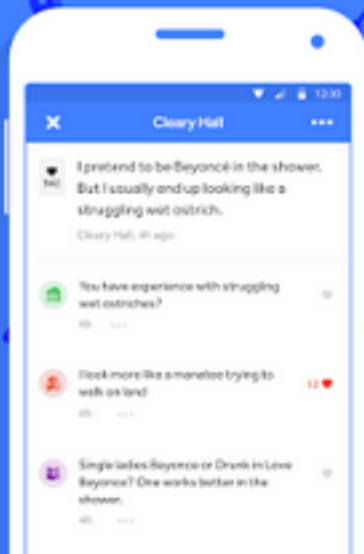 12:30
Cleary Hall
I pretend to be Beyoncé in the shower.
But I usually end up looking like a
struggling wet ostrich.
Cleary Hall, 4h ago
You have experience with struggling
wet ostriches?
4h
I look more like a manatee trying to
walk on land
12
4h
Single ladies Beyonce or Drunk in Love
Beyonce? One works better in the
shower.
4h